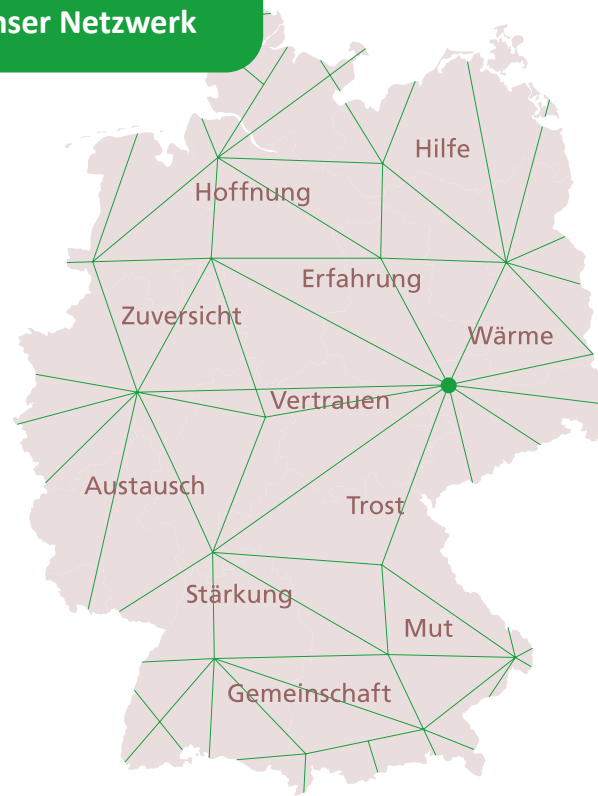 nser Netzwerk
Hilfe
Hoffnung
Erfahrung
Zuversicht
Wärme
Vertrauen
Austausch
Trost
Stärkung
Mut
Gemeinschaft